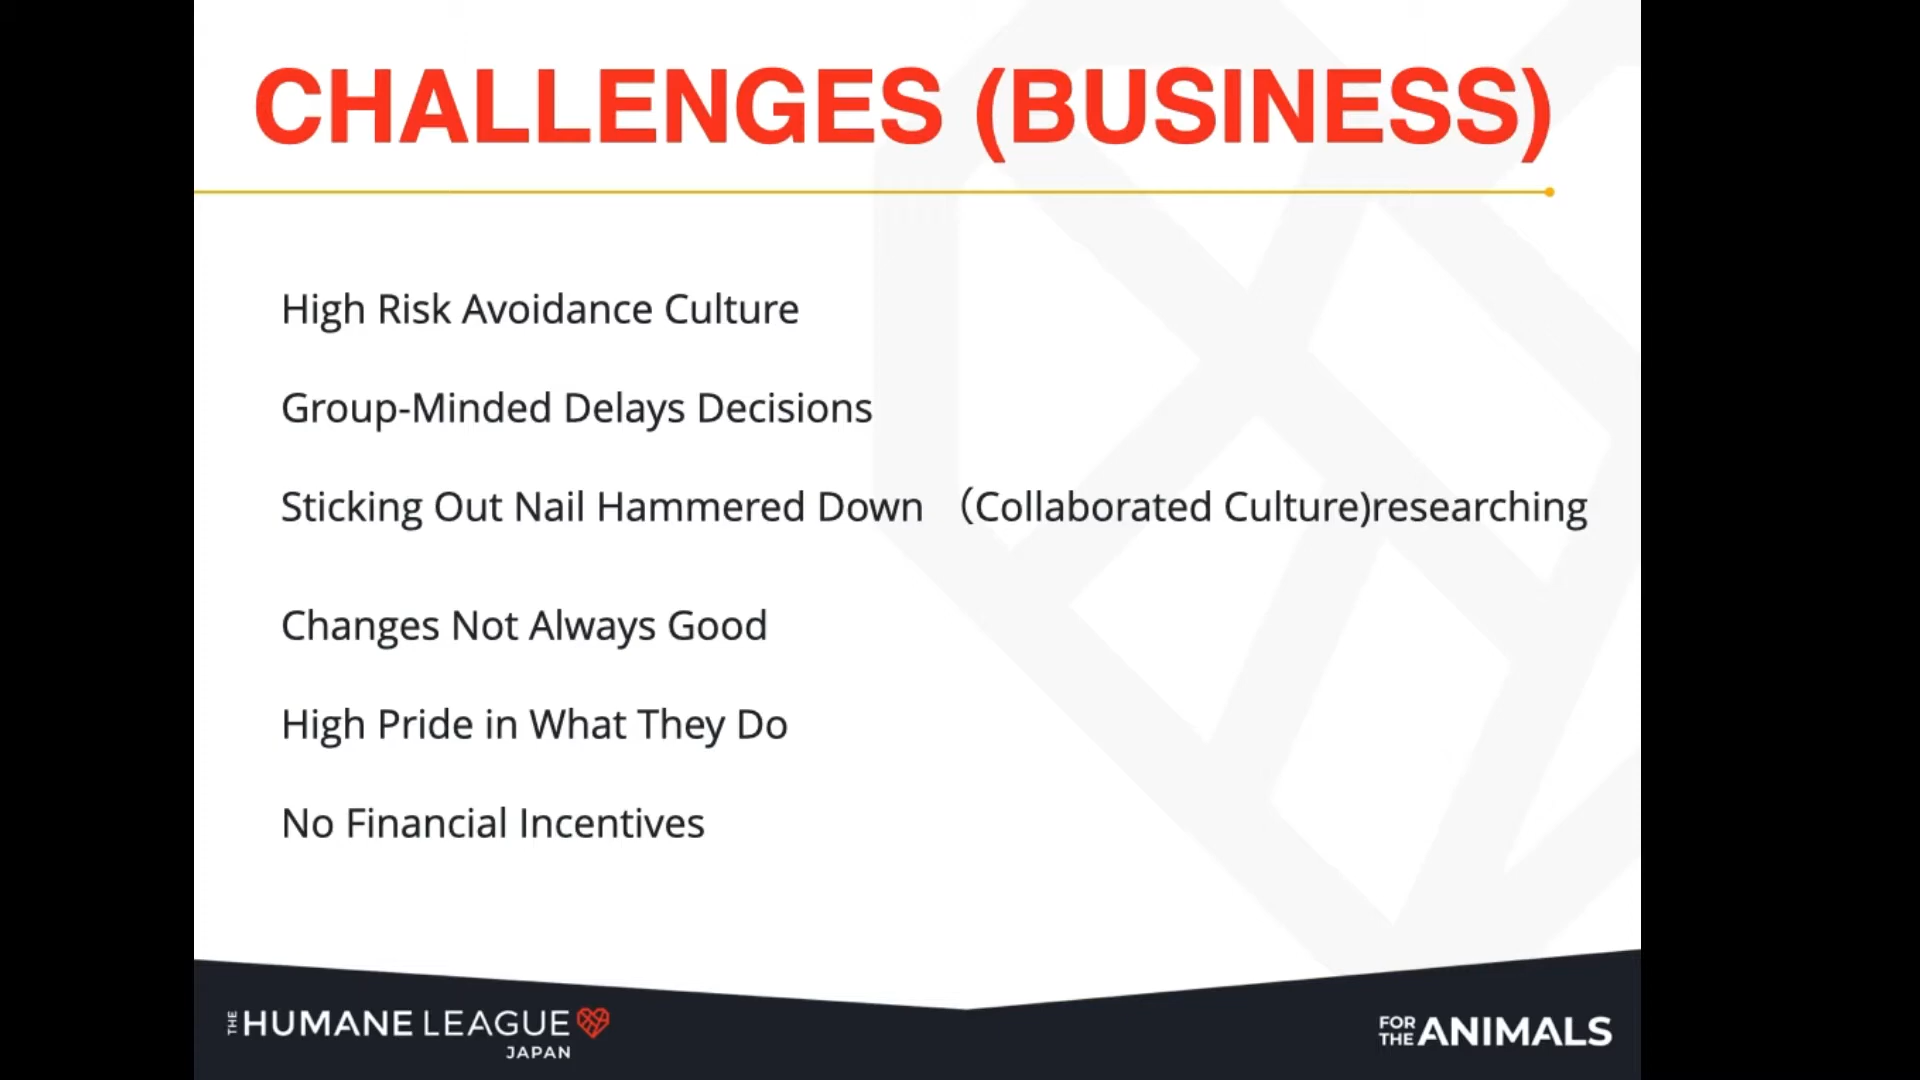 CHALLENGES (BUSINESS)
High Risk Avoidance Culture
Group-Minded Delays Decisions
Sticking Out Nail Hammered Down （Collaborated Culture)researching
Changes Not Always Good
High Pride in What They Do
No Financial Incentives
THE HUMANE LEAGUE
JAPAN
FOR THE ANIMALS